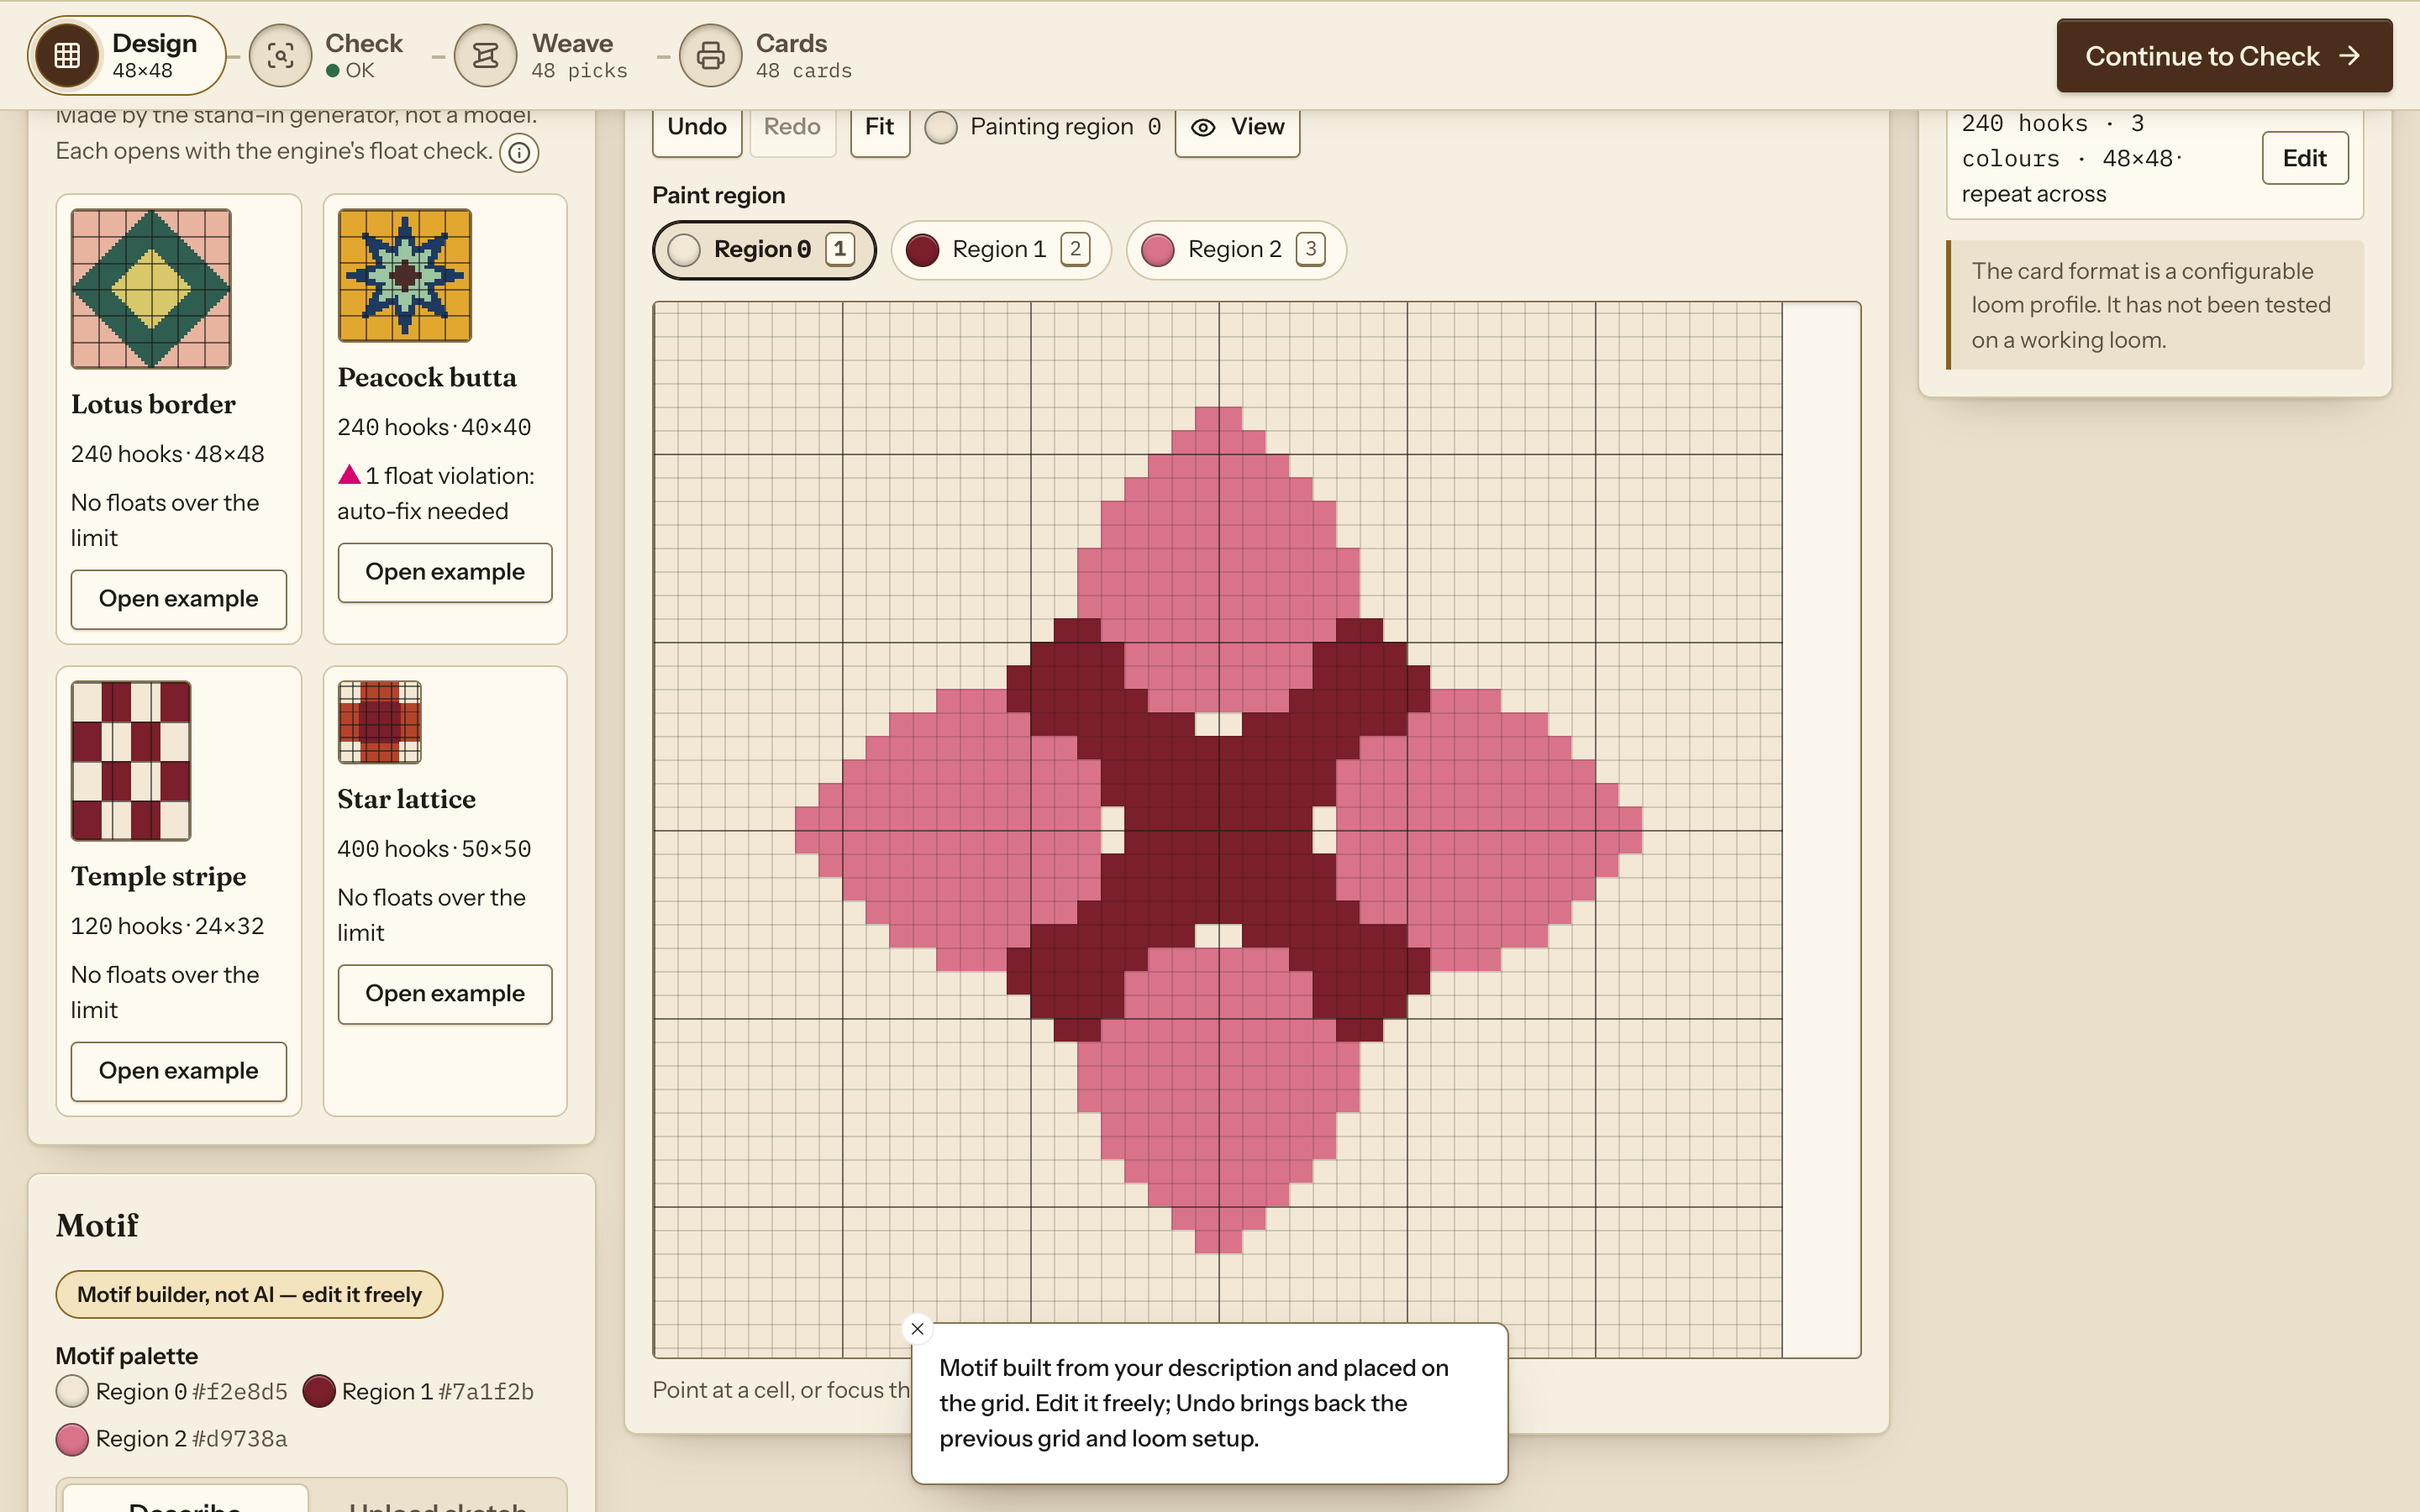 Design
48×48
Check
OK
Weave
48 picks
Cards
48 cards
Continue to Check
Made by the stand-in generator, not a model.
Each opens with the engine's float check.
Lotus border
240 hooks · 48×48
No floats over the
limit
Open example
Peacock butta
240 hooks · 40×40
1 float violation:
auto-fix needed
Open example
Temple stripe
120 hooks · 24×32
No floats over the
limit
Open example
Star lattice
400 hooks · 50×50
No floats over the
limit
Open example
Motif
Motif builder, not AI — edit it freely
Motif palette
Region 0 #f2e8d5 Region 1 #7a1f2b
Region 2 #d9738a
Undo Redo Fit Painting region 0 View
Paint region
Region 0 1 Region 1 2 Region 2 3
Point at a cell, or focus th
Motif built from your description and placed on
the grid. Edit it freely; Undo brings back the
previous grid and loom setup.
240 hooks · 3
colours · 48×48 ·
repeat across
Edit
The card format is a configurable
loom profile. It has not been tested
on a working loom.